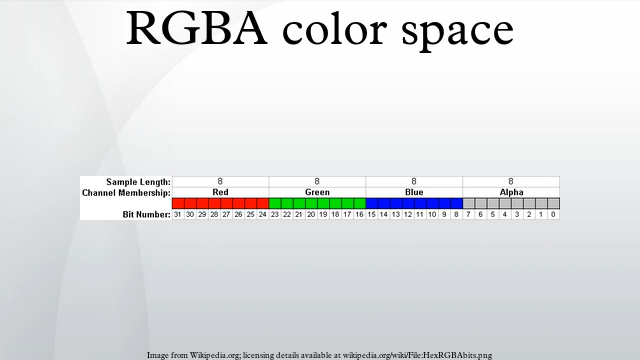 RGBA color space
Sample Length: 8 8 8 8
Channel Membership: Red Green Blue Alpha
Bit Number: 31 30 29 28 27 26 25 24 23 22 21 20 19 18 17 16 15 14 13 12 11 10 9 8 7 6 5 4 3 2 1 0
Image from Wikipedia.org; licensing details available at wikipedia.org/wiki/File:HexRGBAbits.png